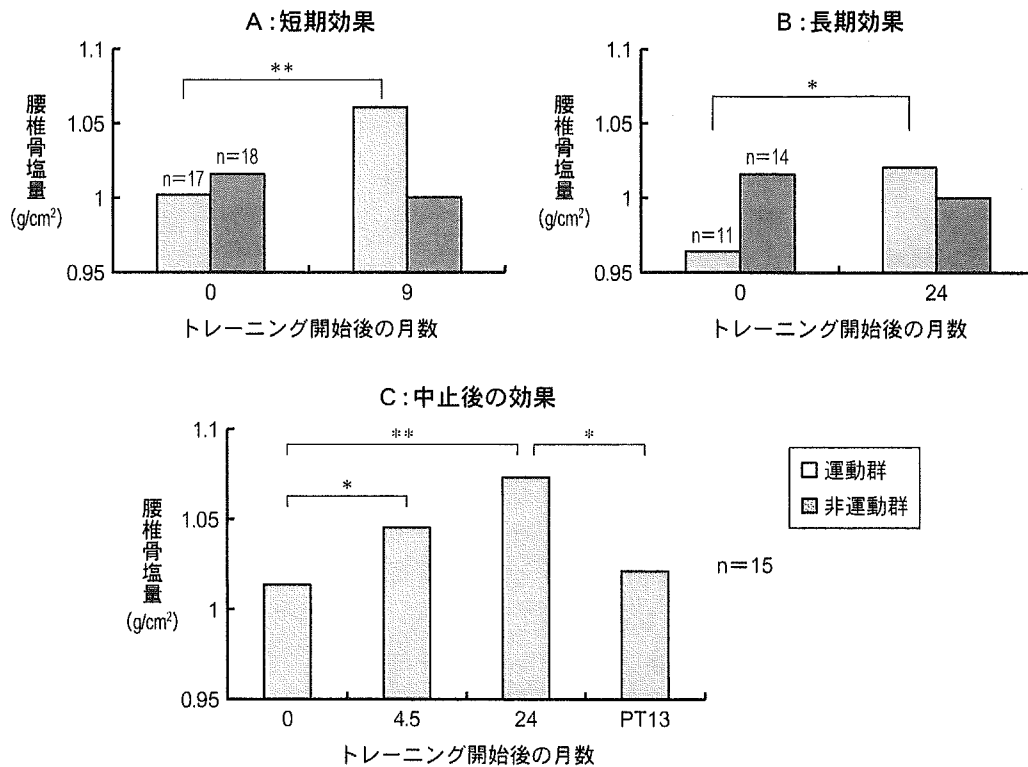 A:短期効果
1.1
1.05
1
0.95
腰椎骨塩量
(g/cm²)
**
n=17
n=18
0
9
トレーニング開始後の月数
B:長期効果
1.1
1.05
1
0.95
腰椎骨塩量
(g/cm²)
*
n=11
n=14
0
24
トレーニング開始後の月数
C:中止後の効果
1.1
1.05
1
0.95
腰椎骨塩量
(g/cm²)
**
*
*
0
4.5
24
PT13
トレーニング開始後の月数
運動群
非運動群
n=15